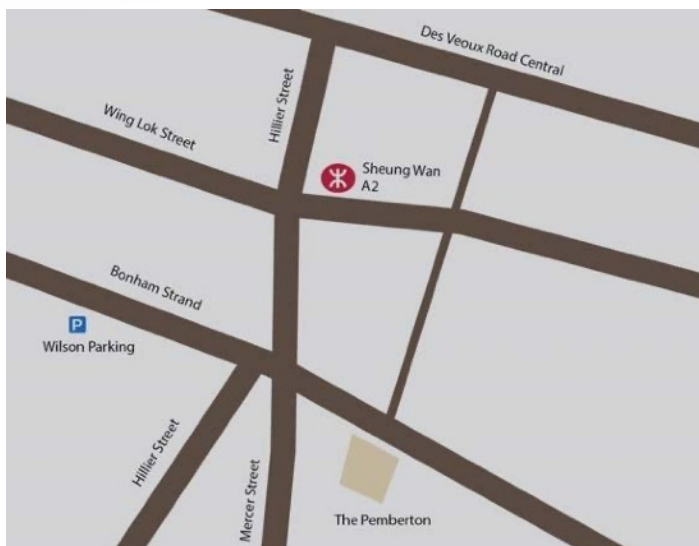 Des Veoux Road Central
Hillier Street
Wing Lok Street
Sheung Wan
A2
Bonham Strand
P
Wilson Parking
Hillier Street
Mercer Street
The Pemberton